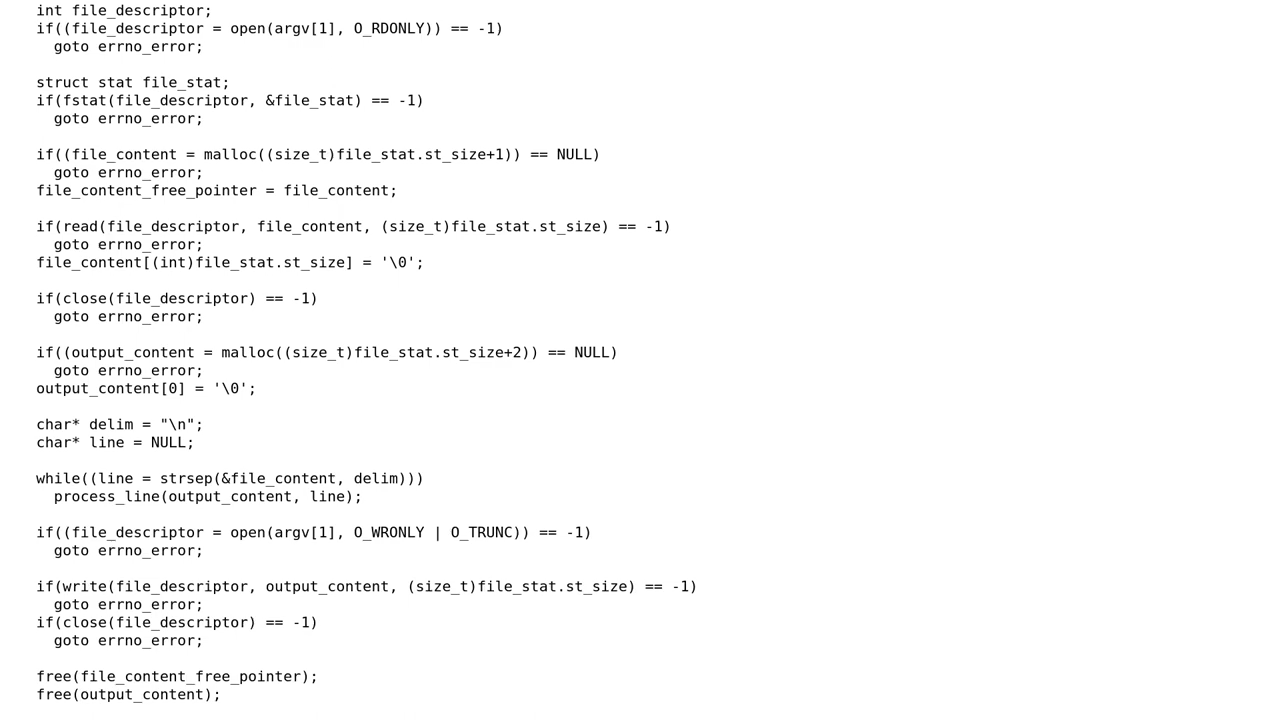 int file_descriptor;
if((file_descriptor = open(argv[1], O_RDONLY)) == -1)
goto errno_error;
struct stat file_stat;
if(fstat(file_descriptor, &file_stat) == -1)
goto errno_error;
if((file_content = malloc((size_t)file_stat.st_size+1)) == NULL)
goto errno_error;
file_content_free_pointer = file_content;
if(read(file_descriptor, file_content, (size_t)file_stat.st_size) == -1)
goto errno_error;
file_content[(int)file_stat.st_size] = '\0';
if(close(file_descriptor) == -1)
goto errno_error;
if((output_content = malloc((size_t)file_stat.st_size+2)) == NULL)
goto errno_error;
output_content[0] = '\0';
char* delim = "\n";
char* line = NULL;
while((line = strsep(&file_content, delim)))
process_line(output_content, line);
if((file_descriptor = open(argv[1], O_WRONLY | O_TRUNC)) == -1)
goto errno_error;
if(write(file_descriptor, output_content, (size_t)file_stat.st_size) == -1)
goto errno_error;
if(close(file_descriptor) == -1)
goto errno_error;
free(file_content_free_pointer);
free(output_content);